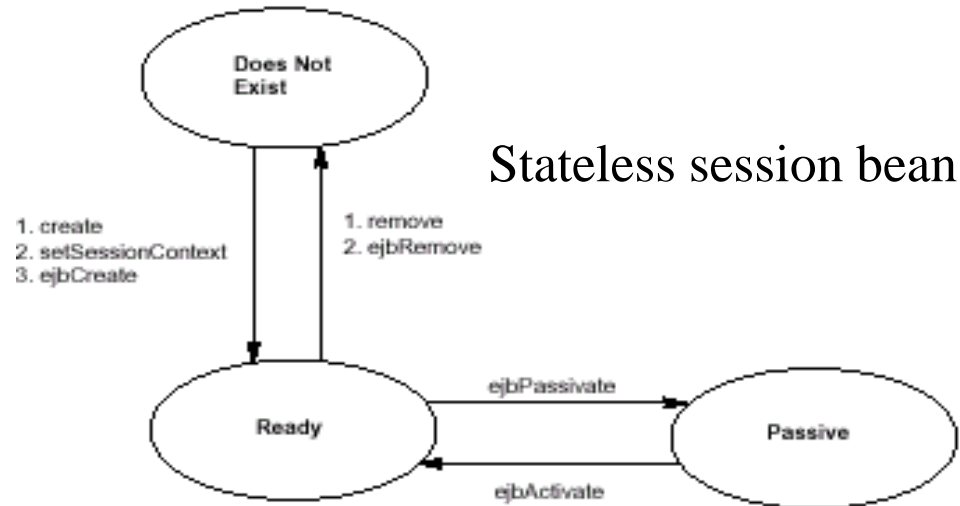 Does Not
Exist
Stateless session bean
1. create
2. setSessionContext
3. ejbCreate
1. remove
2. ejbRemove
Ready
ejbPassivate
Passive
ejbActivate